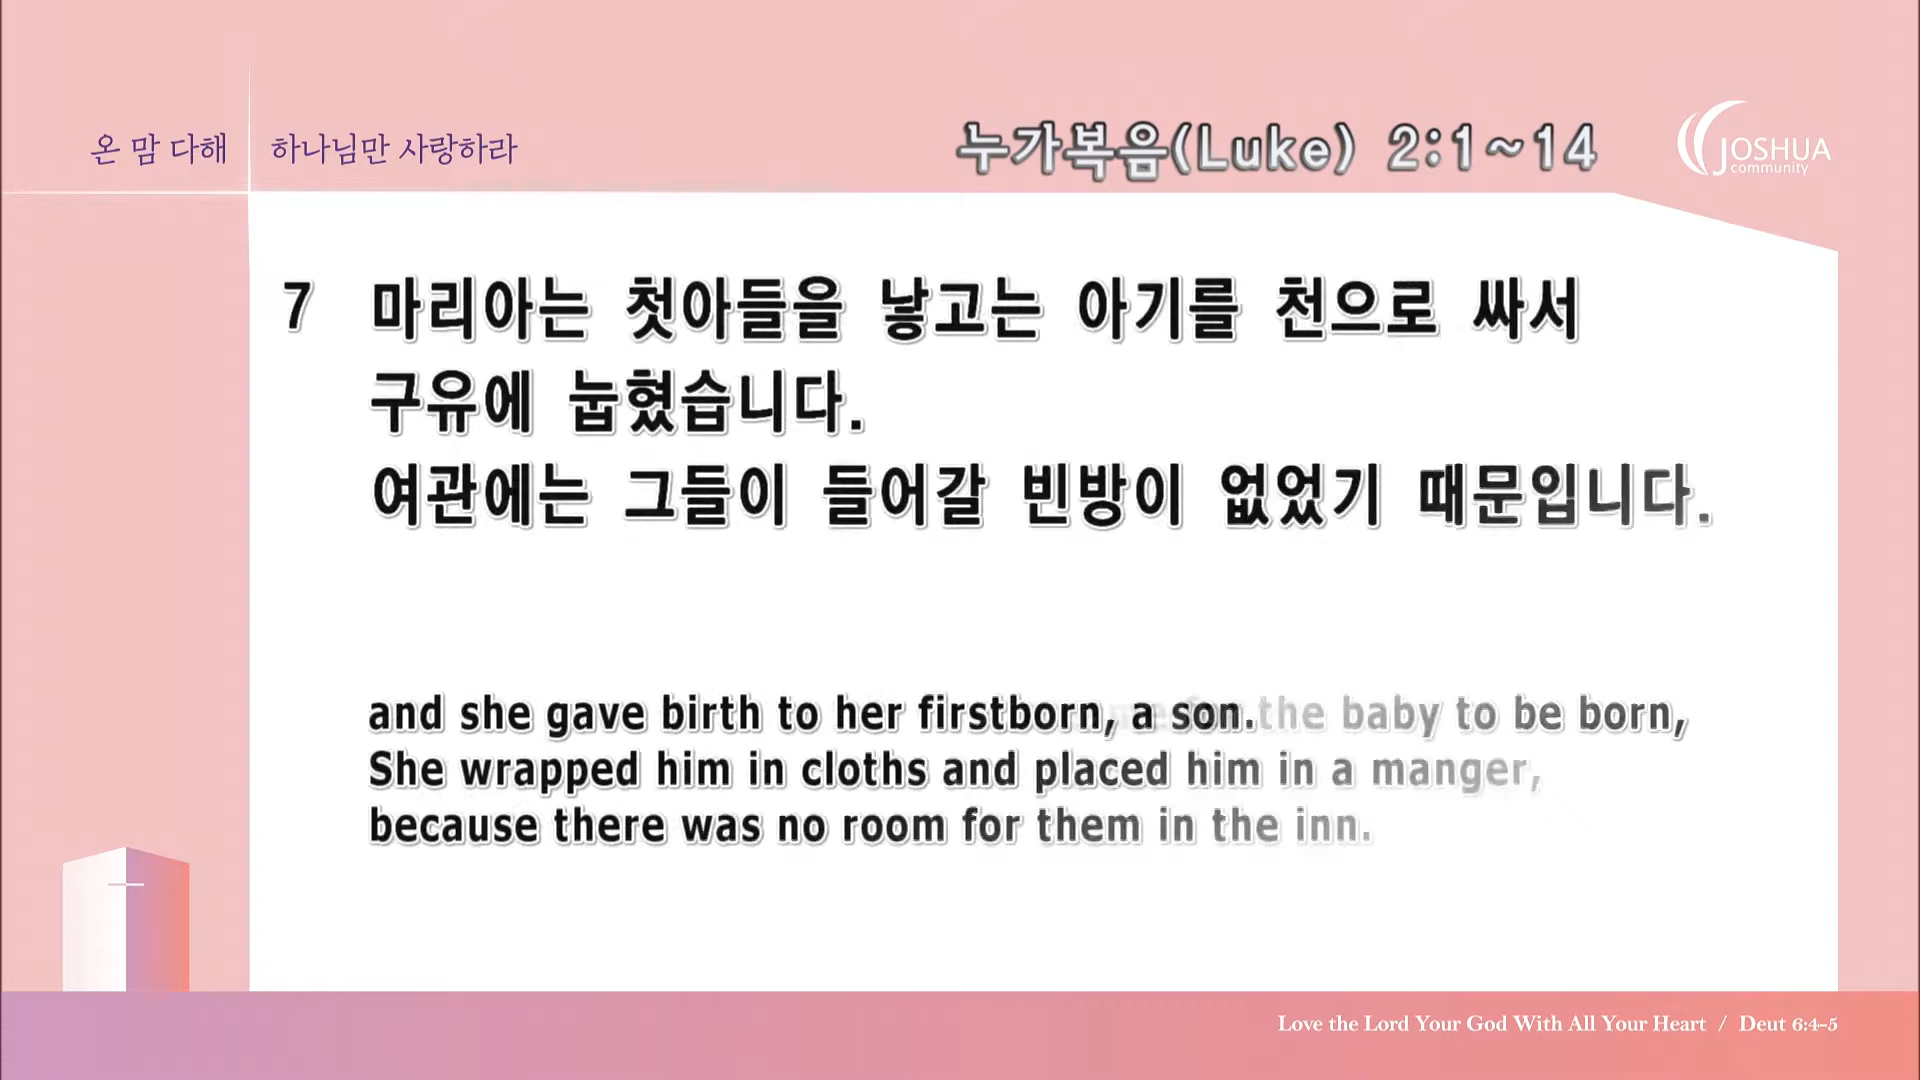 온 맘 다해 하나님만 사랑하라
누가복음(Luke) 2:1~14
JOSHUA
community
7 마리아는 첫아들을 낳고는 아기를 천으로 싸서
구유에 눕혔습니다.
여관에는 그들이 들어갈 빈방이 없었기 때문입니다.
and she gave birth to her firstborn, a son. the baby to be born,
She wrapped him in cloths and placed him in a manger,
because there was no room for them in the inn.
Love the Lord Your God With All Your Heart / Deut 6:4-5